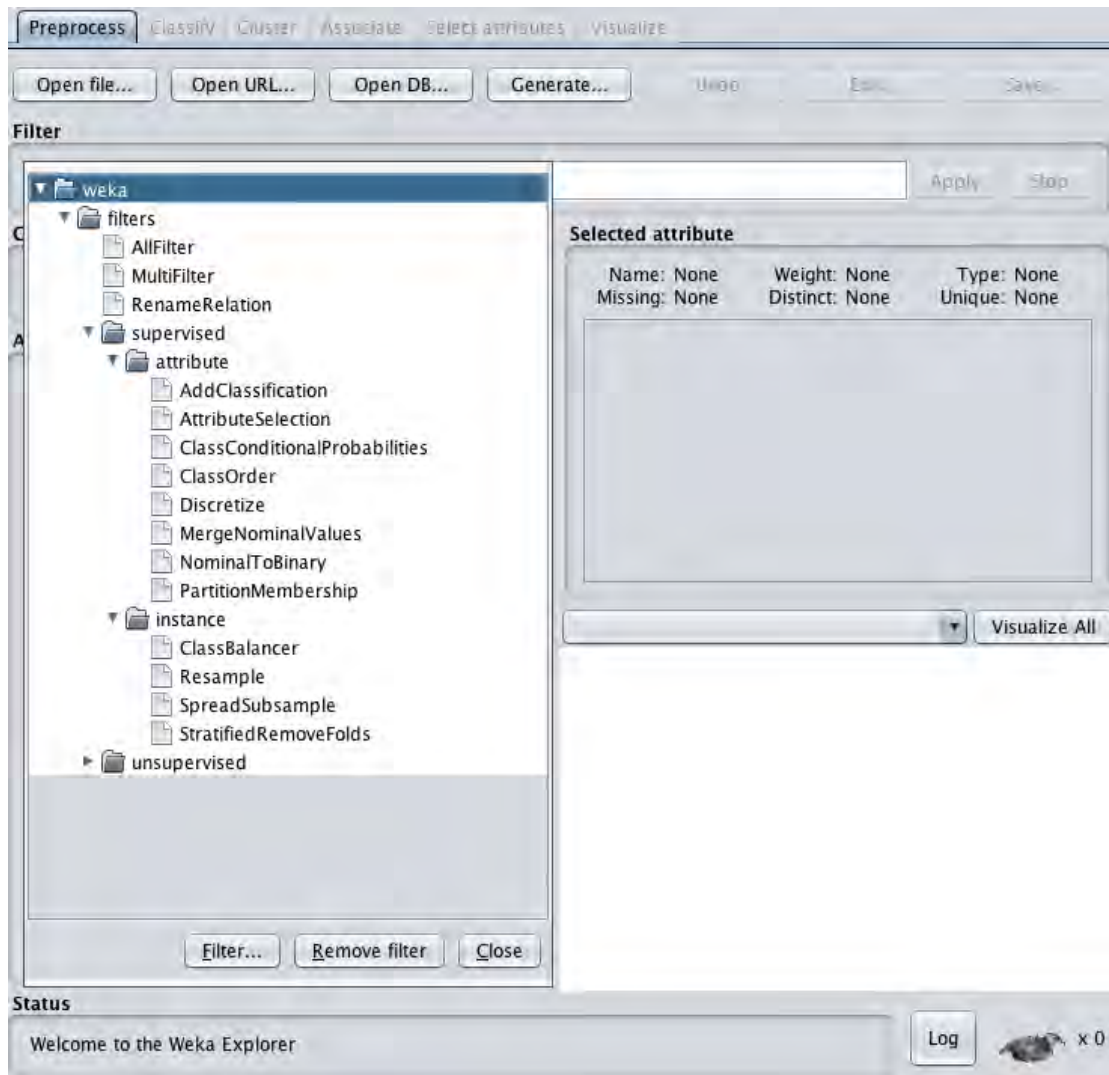 Preprocess Classify Cluster Associate Select attributes Visualize
Open file... Open URL... Open DB... Generate... Undo Edit... Save...
Filter
weka
Apply Stop
filters
C
Selected attribute
AllFilter
MultiFilter
RenameRelation
Name: None Weight: None Type: None
Missing: None Distinct: None Unique: None
A
supervised
attribute
AddClassification
AttributeSelection
ClassConditionalProbabilities
ClassOrder
Discretize
MergeNominalValues
NominalToBinary
PartitionMembership
instance
Visualize All
ClassBalancer
Resample
SpreadSubsample
StratifiedRemoveFolds
unsupervised
Filter... Remove filter Close
Status
Welcome to the Weka Explorer
Log x 0